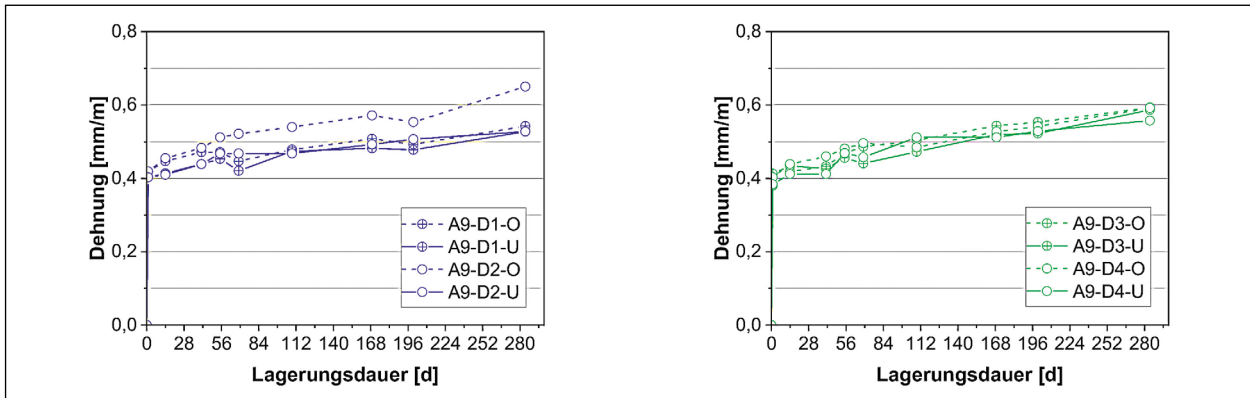 0,8
0,6
0,4
0,2
0,0
Dehnung [mm/m]
A9-D1-O
A9-D1-U
A9-D2-O
A9-D2-U
0 28 56 84 112 140 168 196 224 252 280
Lagerungsdauer [d]
0,8
0,6
0,4
0,2
0,0
Dehnung [mm/m]
A9-D3-O
A9-D3-U
A9-D4-O
A9-D4-U
0 28 56 84 112 140 168 196 224 252 280
Lagerungsdauer [d]